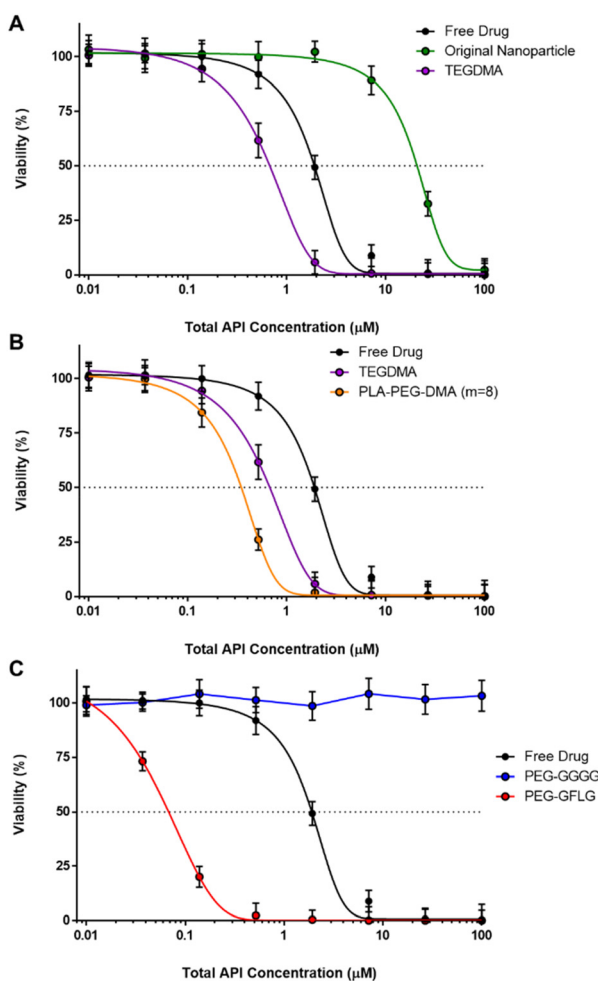 A
Free Drug
Original Nanoparticle
TEGDMA
Viability (%)
100
75
50
25
0
0.01
0.1
1
10
100
Total API Concentration (μM)
B
Free Drug
TEGDMA
PLA-PEG-DMA (m=8)
Viability (%)
100
75
50
25
0
0.01
0.1
1
10
100
Total API Concentration (μM)
C
Free Drug
PEG-GGGG
PEG-GFLG
Viability (%)
100
75
50
25
0
0.01
0.1
1
10
100
Total API Concentration (μM)